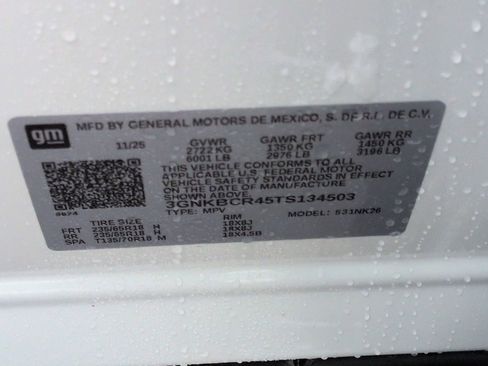 gm
MFD BY GENERAL MOTORS DE MEXICO, S. DE R.L. DE C.V.
11/25 GVWR GAWR FRT GAWR RR
2722 KG 1350 KG 1450 KG
6001 LB 2976 LB 3196 LB
THIS VEHICLE CONFORMS TO ALL
APPLICABLE U.S. FEDERAL MOTOR
VEHICLE SAFETY STANDARDS IN EFFECT
ON THE DATE OF MANUFACTURE
SHOWN ABOVE.
3GNKBCR45TS134503
TYPE: MPV MODEL: 531NK26
TIRE SIZE RIM
FRT 235/65R18 H 18X8J
RR 235/65R18 H 18X8J
SPA T135/70R18 M 18X4.5B